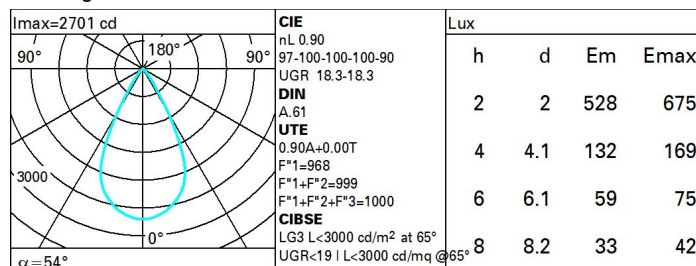 Imax=2701 cd
90° 180° 90°
3000
0°
α=54°
CIE
nL 0.90
97-100-100-100-90
UGR 18.3-18.3
DIN
A.61
UTE
0.90A+0.00T
F"1=968
F"1+F"2=999
F"1+F"2+F"3=1000
CIBSE
LG3 L<3000 cd/m² at 65°
UGR<19 | L<3000 cd/mq @65°
Lux
h d Em Emax
2 2 528 675
4 4.1 132 169
6 6.1 59 75
8 8.2 33 42